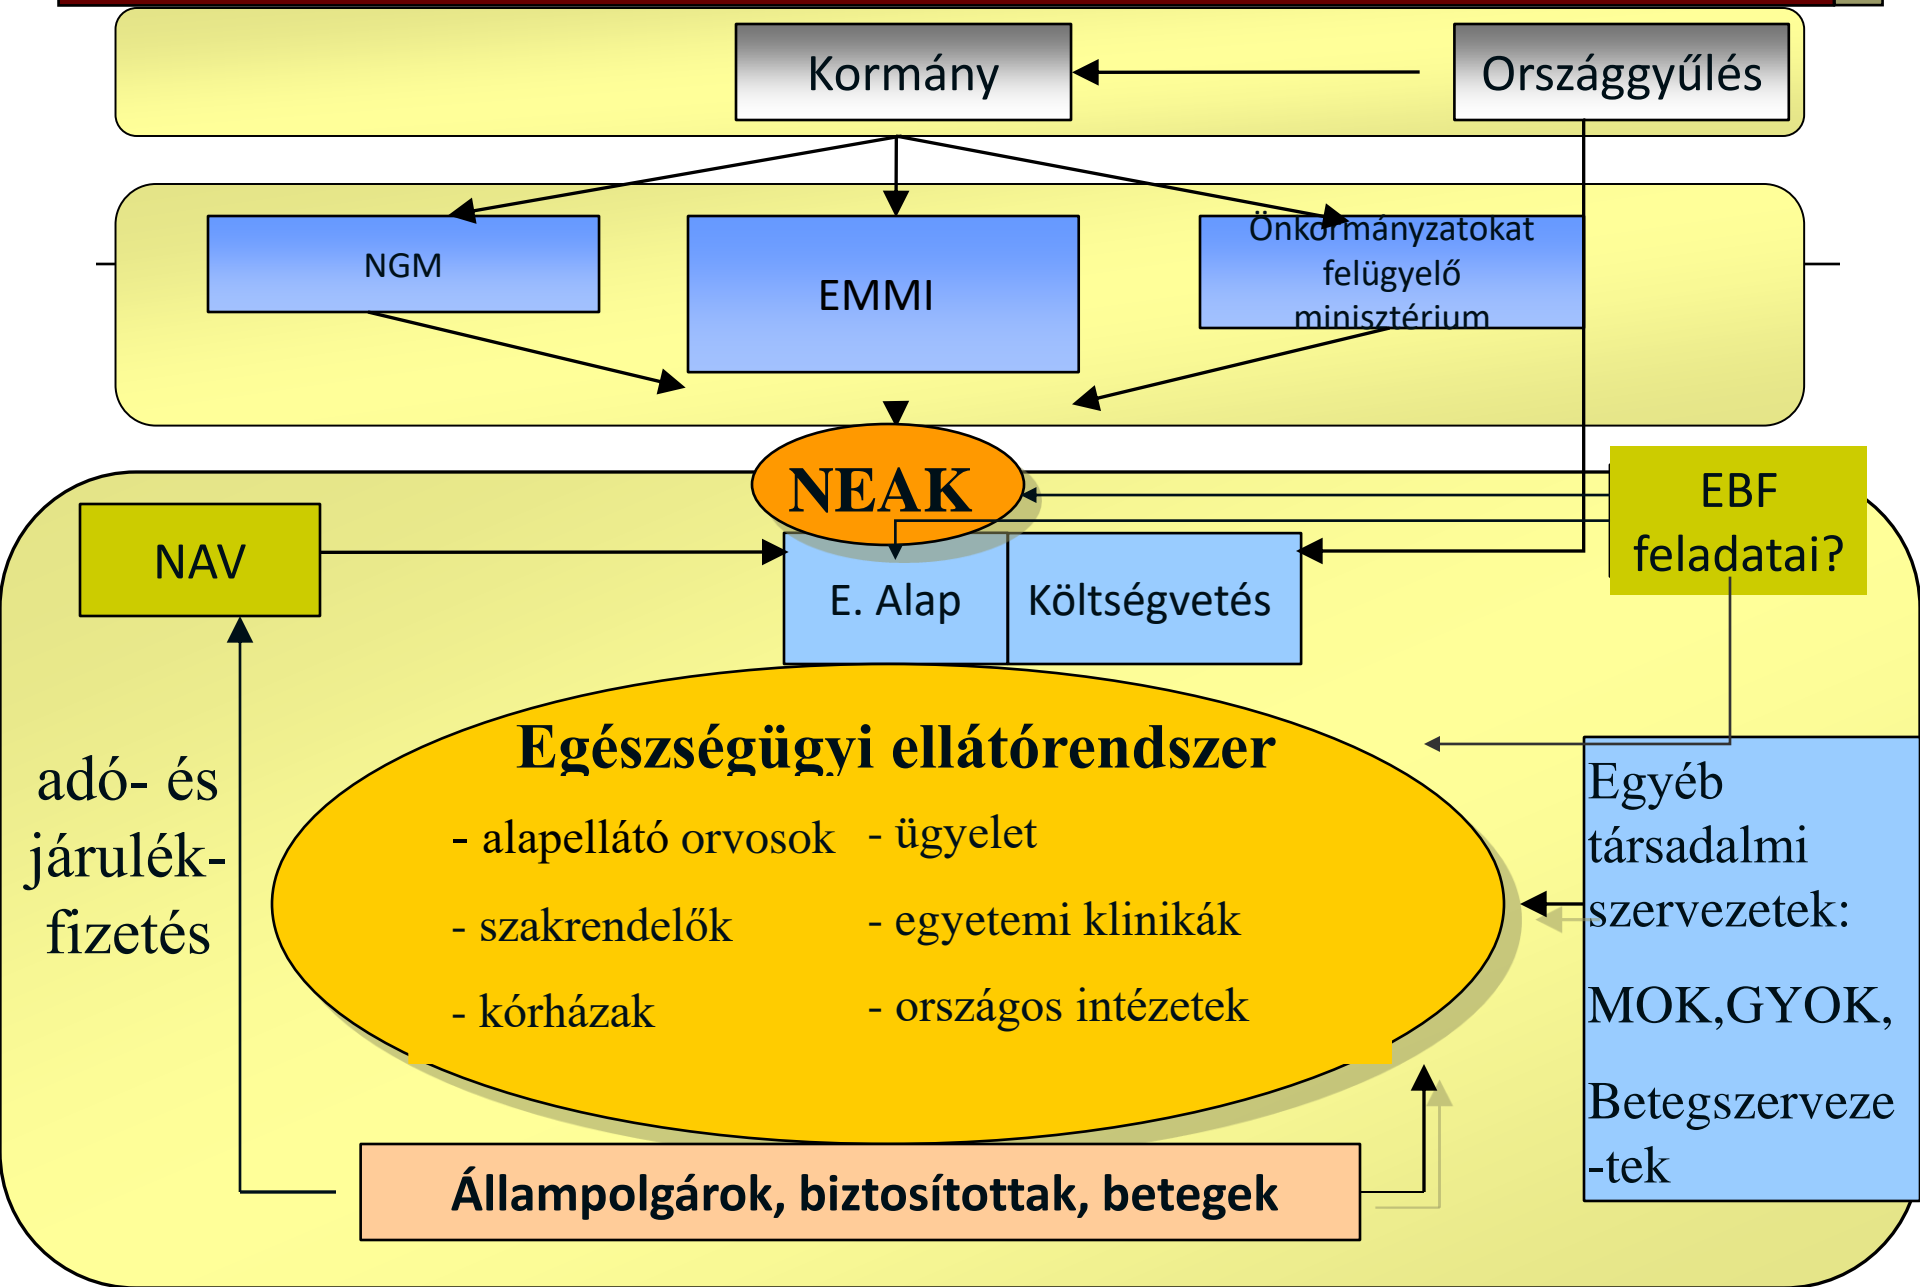 Kormány
Országgyűlés
NGM
EMMI
Önkormányzatokat
felügyelő
minisztérium
NEAK
EBF
feladatai?
NAV
E. Alap
Költségvetés
adó- és
járulék-
fizetés
Egészségügyi ellátórendszer
- alapellátó orvosok
- ügyelet
- szakrendelők
- egyetemi klinikák
- kórházak
- országos intézetek
Egyéb
társadalmi
szervezetek:
MOK,GYOK,
Betegszerveze
-tek
Állampolgárok, biztosítottak, betegek